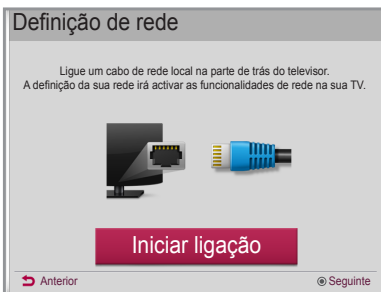 Definição de rede
Ligue um cabo de rede local na parte de trás do televisor.
A definição da sua rede irá activar as funcionalidades de rede na sua TV.
Iniciar ligação
Anterior
Seguinte